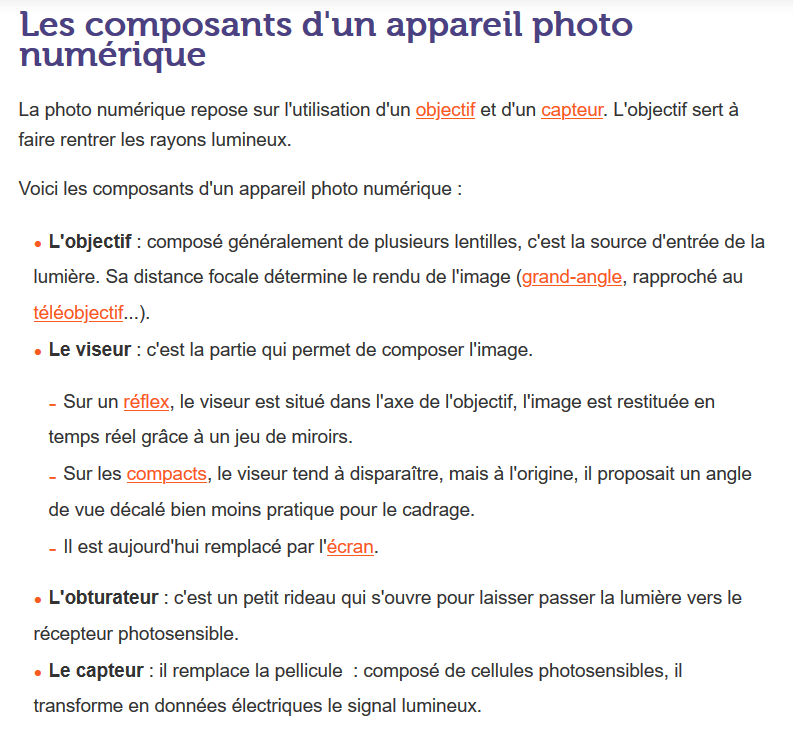 Les composants d'un appareil photo
numérique
La photo numérique repose sur l'utilisation d'un objectif et d'un capteur. L'objectif sert à
faire rentrer les rayons lumineux.
Voici les composants d'un appareil photo numérique :
• L'objectif : composé généralement de plusieurs lentilles, c'est la source d'entrée de la
lumière. Sa distance focale détermine le rendu de l'image (grand-angle, rapproché au
téléobjectif...).
• Le viseur : c'est la partie qui permet de composer l'image.
– Sur un réflex, le viseur est situé dans l'axe de l'objectif, l'image est restituée en
temps réel grâce à un jeu de miroirs.
– Sur les compacts, le viseur tend à disparaître, mais à l'origine, il proposait un angle
de vue décalé bien moins pratique pour le cadrage.
– Il est aujourd'hui remplacé par l'écran.
• L'obturateur : c'est un petit rideau qui s'ouvre pour laisser passer la lumière vers le
récepteur photosensible.
• Le capteur : il remplace la pellicule  : composé de cellules photosensibles, il
transforme en données électriques le signal lumineux.